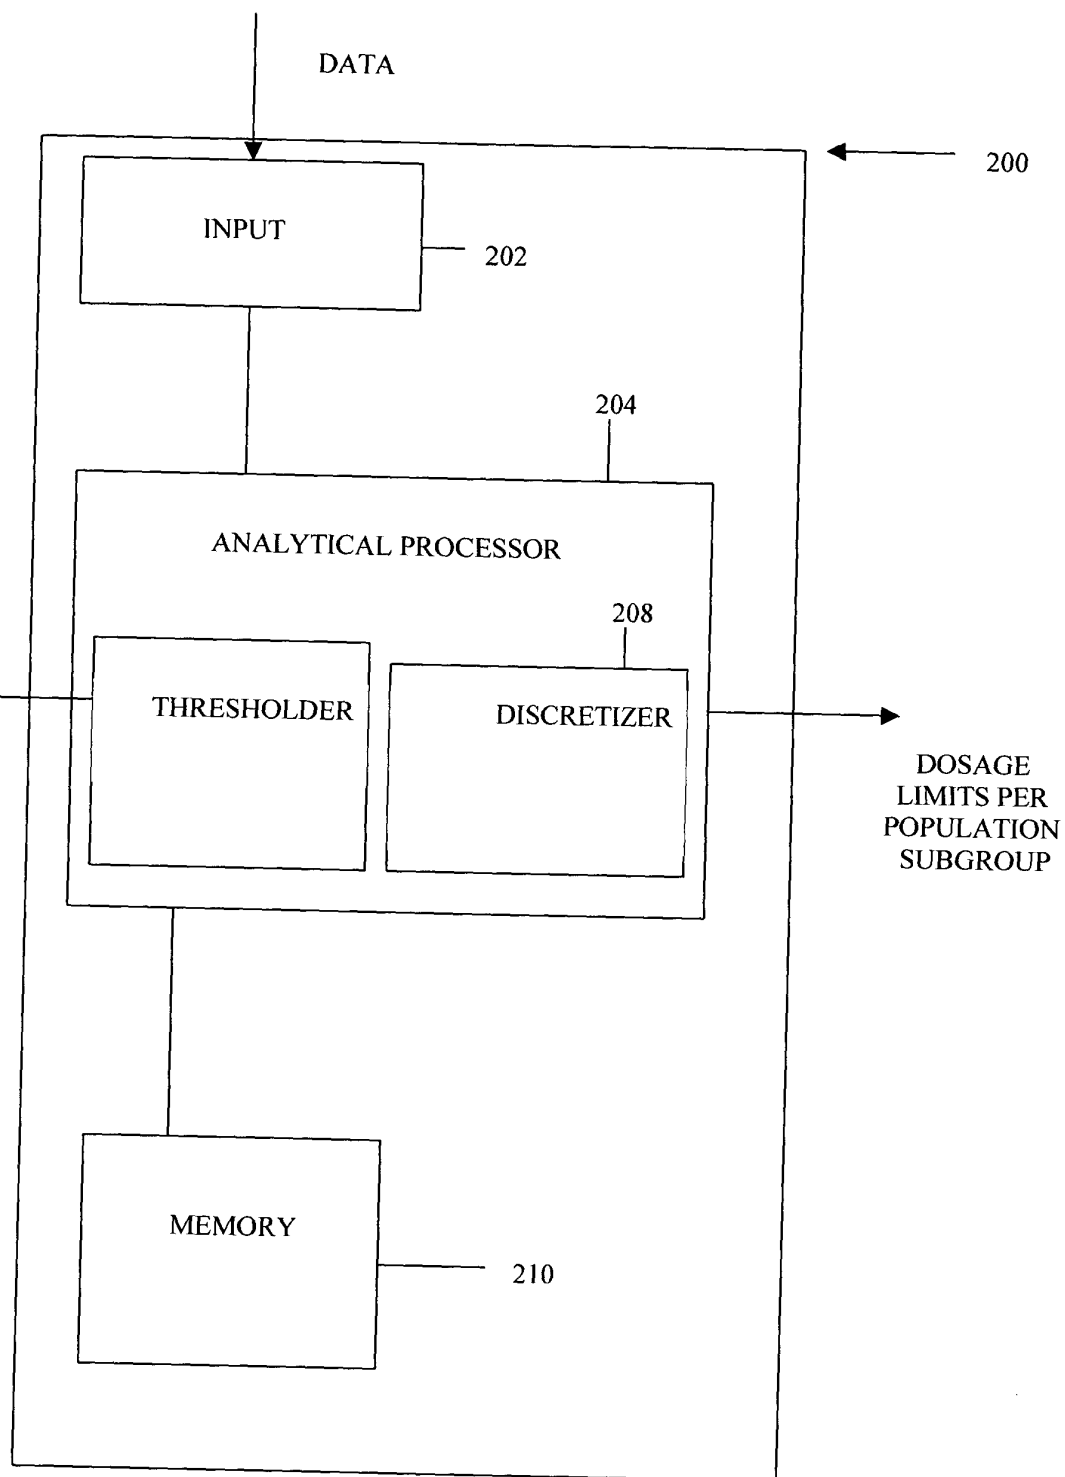 DATA
200
INPUT
202
204
ANALYTICAL PROCESSOR
208
THRESHOLDER
DISCRETIZER
DOSAGE
LIMITS PER
POPULATION
SUBGROUP
MEMORY
210